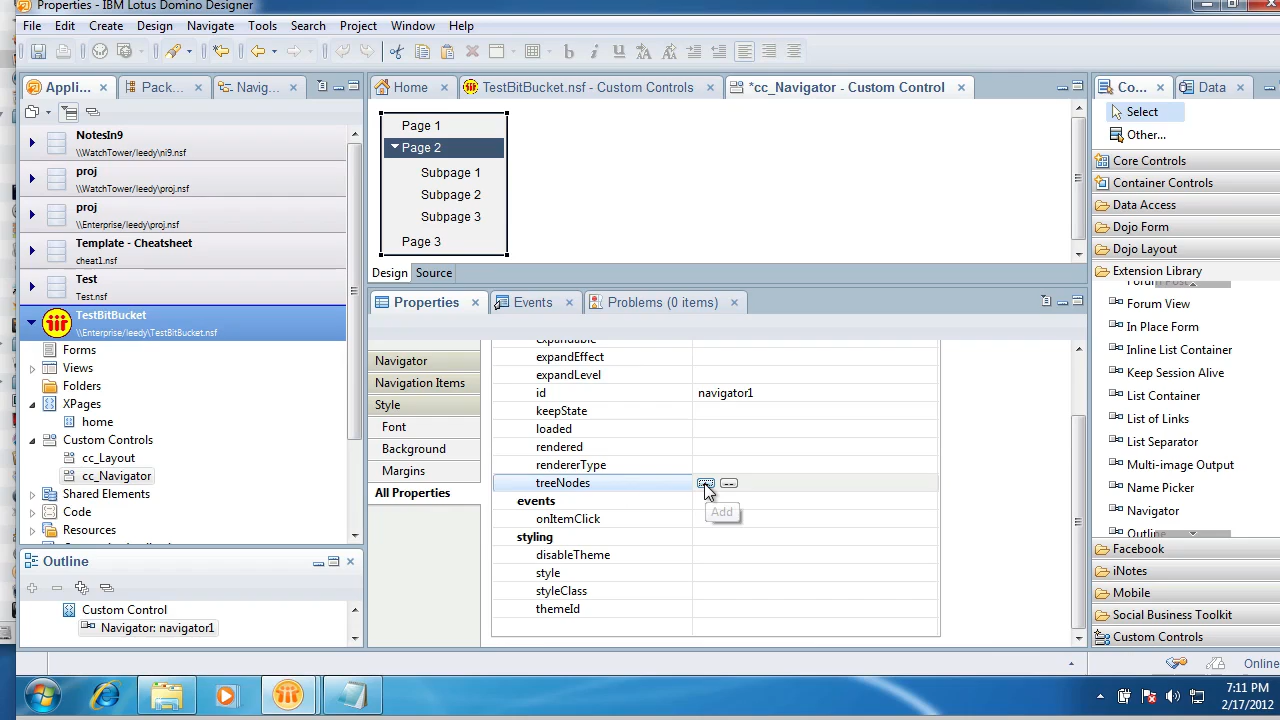 Properties - IBM Lotus Domino Designer
File Edit Create Design Navigate Tools Search Project Window Help
Appli...
Pack...
Navig...
NotesIn9
\\WatchTower/leedy\ni9.nsf
proj
\\WatchTower/leedy\proj.nsf
proj
\\Enterprise/leedy\proj.nsf
Template - Cheatsheet
cheat1.nsf
Test
Test.nsf
TestBitBucket
\\Enterprise/leedy\TestBitBucket.nsf
Forms
Views
Folders
XPages
home
Custom Controls
cc_Layout
cc_Navigator
Shared Elements
Code
Resources
Outline
Custom Control
Navigator: navigator1
Home
TestBitBucket.nsf - Custom Controls
*cc_Navigator - Custom Control
Page 1
Page 2
Subpage 1
Subpage 2
Subpage 3
Page 3
Design Source
Properties
Events
Problems (0 items)
Navigator
Navigation Items
Style
Font
Background
Margins
All Properties
expandable
expandEffect
expandLevel
id navigator1
keepState
loaded
rendered
rendererType
treeNodes
Add
events
onItemClick
styling
disableTheme
style
styleClass
themeId
Co...
Data
Select
Other...
Core Controls
Container Controls
Data Access
Dojo Form
Dojo Layout
Extension Library
Forum Post
Forum View
In Place Form
Inline List Container
Keep Session Alive
List Container
List of Links
List Separator
Multi-image Output
Name Picker
Navigator
Outline
Facebook
iNotes
Mobile
Social Business Toolkit
Custom Controls
Online
7:11 PM
2/17/2012